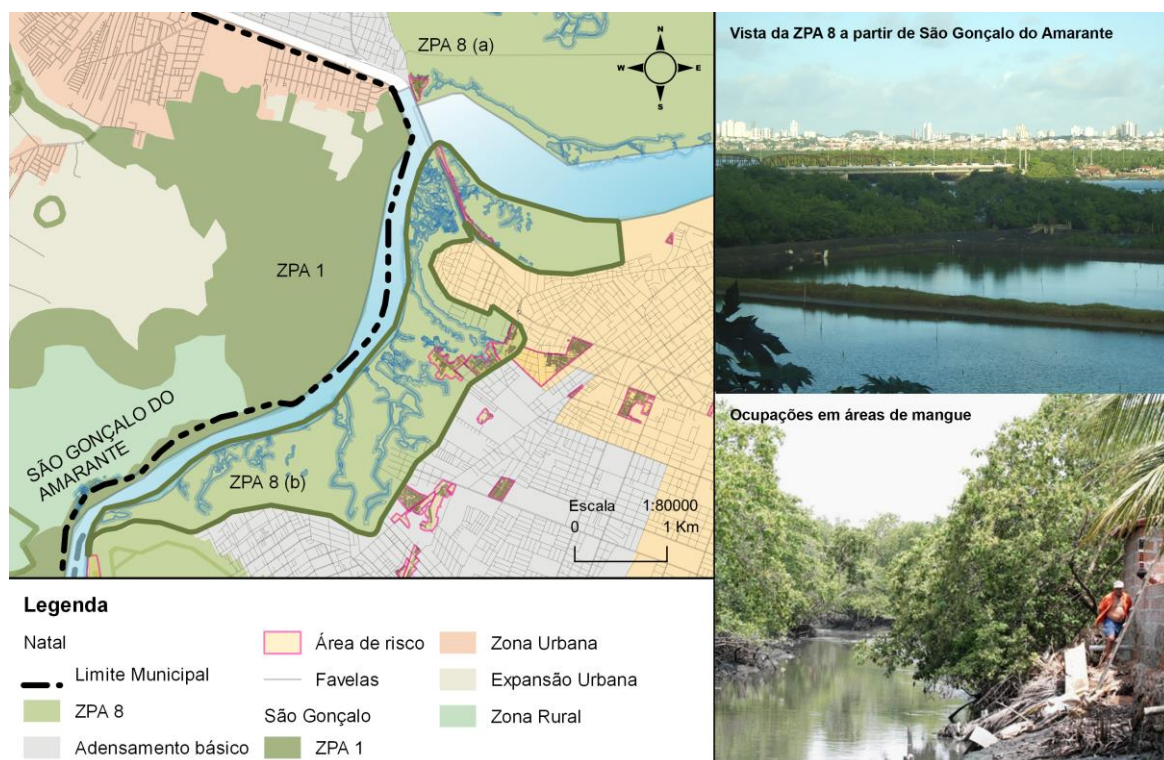 ZPA 8 (a)
N
W
E
S
ZPA 1
SÃO GONÇALO DO
AMARANTE
ZPA 8 (b)
Escala 1:80000
0 1 Km
Vista da ZPA 8 a partir de São Gonçalo do Amarante
Ocupações em áreas de mangue
Legenda
Natal
Limite Municipal
ZPA 8
Adensamento básico
Área de risco
Favelas
São Gonçalo
ZPA 1
Zona Urbana
Expansão Urbana
Zona Rural